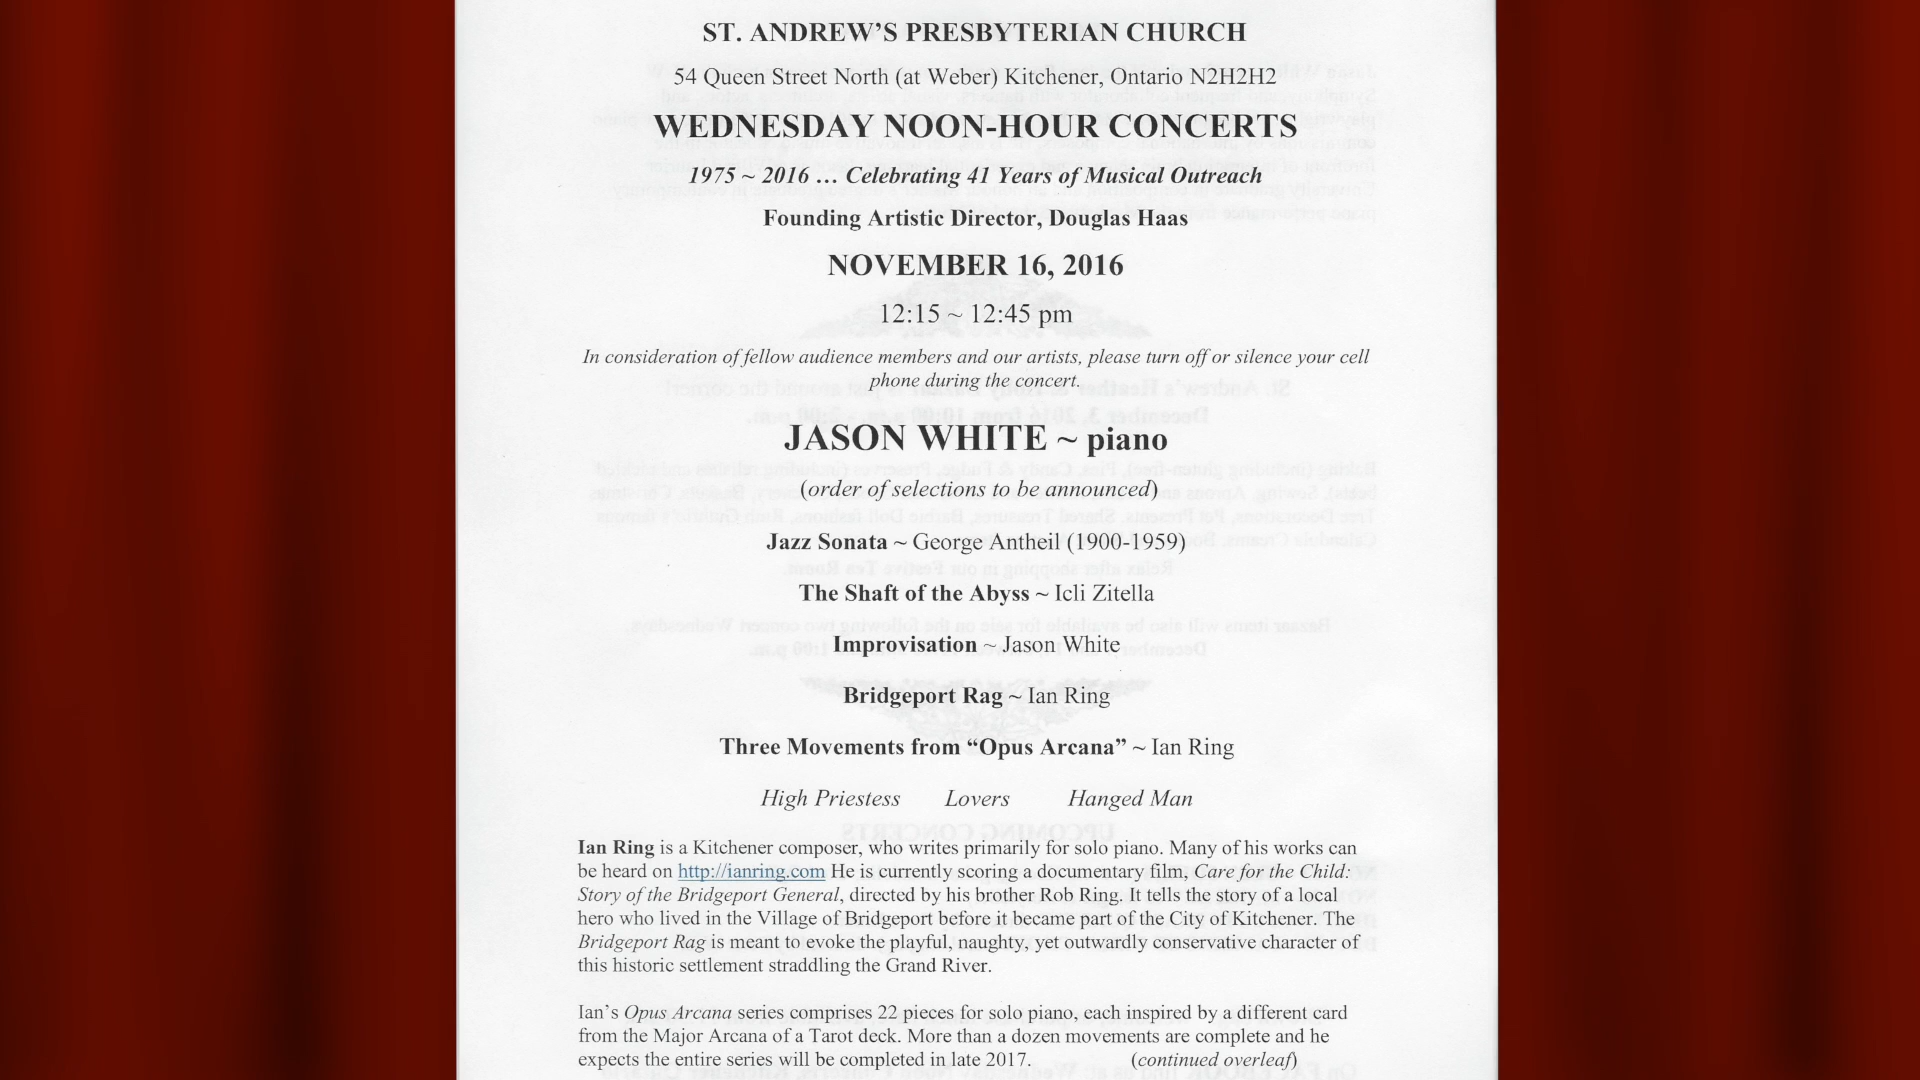 ST. ANDREW’S PRESBYTERIAN CHURCH
54 Queen Street North (at Weber) Kitchener, Ontario N2H2H2
WEDNESDAY NOON-HOUR CONCERTS
1975 ~ 2016 … Celebrating 41 Years of Musical Outreach
Founding Artistic Director, Douglas Haas
NOVEMBER 16, 2016
12:15 ~ 12:45 pm
In consideration of fellow audience members and our artists, please turn off or silence your cell
phone during the concert.
JASON WHITE ~ piano
(order of selections to be announced)
Jazz Sonata ~ George Antheil (1900-1959)
The Shaft of the Abyss ~ Icli Zitella
Improvisation ~ Jason White
Bridgeport Rag ~ Ian Ring
Three Movements from “Opus Arcana” ~ Ian Ring
High Priestess Lovers Hanged Man
Ian Ring is a Kitchener composer, who writes primarily for solo piano. Many of his works can
be heard on http://ianring.com He is currently scoring a documentary film, Care for the Child:
Story of the Bridgeport General, directed by his brother Rob Ring. It tells the story of a local
hero who lived in the Village of Bridgeport before it became part of the City of Kitchener. The
Bridgeport Rag is meant to evoke the playful, naughty, yet outwardly conservative character of
this historic settlement straddling the Grand River.
Ian’s Opus Arcana series comprises 22 pieces for solo piano, each inspired by a different card
from the Major Arcana of a Tarot deck. More than a dozen movements are complete and he
expects the entire series will be completed in late 2017. (continued overleaf)